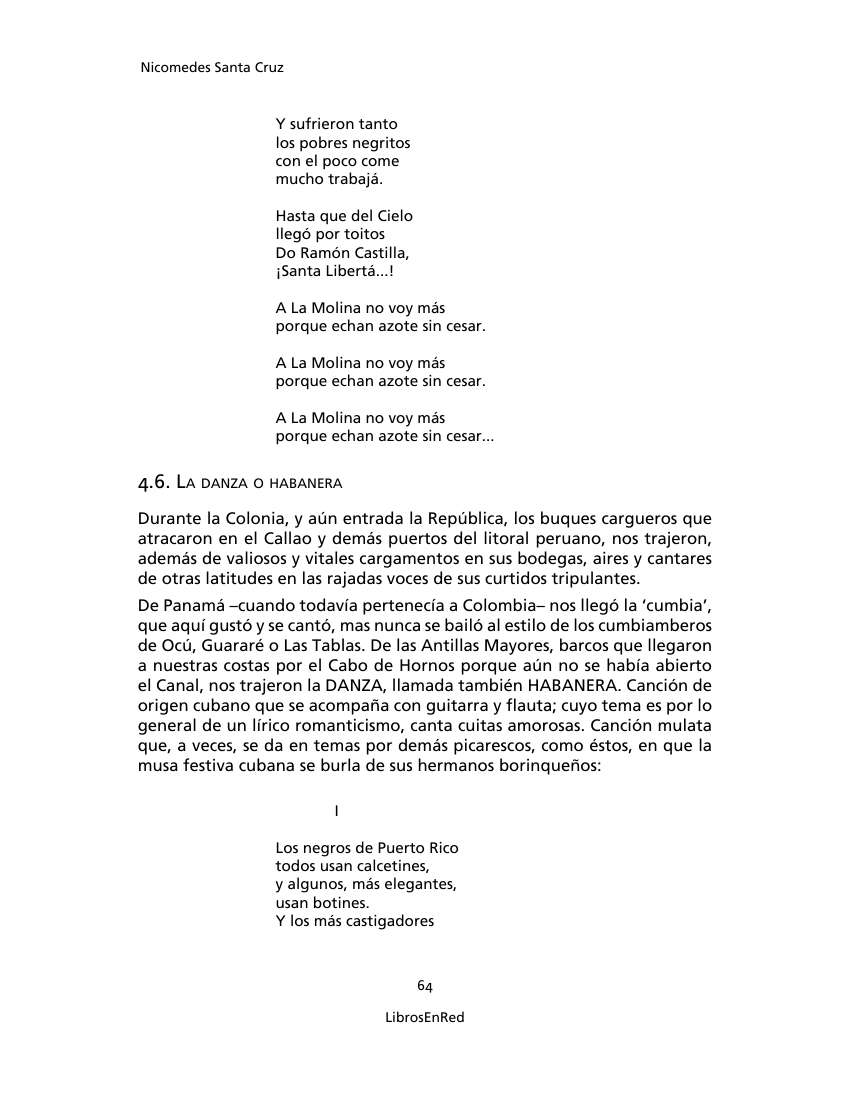 Nicomedes Santa Cruz
Y sufrieron tanto
los pobres negritos
con el poco come
mucho trabajá.
Hasta que del Cielo
llegó por toitos
Do Ramón Castilla,
¡Santa Libertá...!
A La Molina no voy más
porque echan azote sin cesar.
A La Molina no voy más
porque echan azote sin cesar.
A La Molina no voy más
porque echan azote sin cesar...
4.6. La danza o habanera
Durante la Colonia, y aún entrada la República, los buques cargueros que
atracaron en el Callao y demás puertos del litoral peruano, nos trajeron,
además de valiosos y vitales cargamentos en sus bodegas, aires y cantares
de otras latitudes en las rajadas voces de sus curtidos tripulantes.
De Panamá –cuando todavía pertenecía a Colombia– nos llegó la ‘cumbia’,
que aquí gustó y se cantó, mas nunca se bailó al estilo de los cumbiamberos
de Ocú, Guararé o Las Tablas. De las Antillas Mayores, barcos que llegaron
a nuestras costas por el Cabo de Hornos porque aún no se había abierto
el Canal, nos trajeron la DANZA, llamada también HABANERA. Canción de
origen cubano que se acompaña con guitarra y flauta; cuyo tema es por lo
general de un lírico romanticismo, canta cuitas amorosas. Canción mulata
que, a veces, se da en temas por demás picarescos, como éstos, en que la
musa festiva cubana se burla de sus hermanos borinqueños:
I
Los negros de Puerto Rico
todos usan calcetines,
y algunos, más elegantes,
usan botines.
Y los más castigadores
64
LibrosEnRed